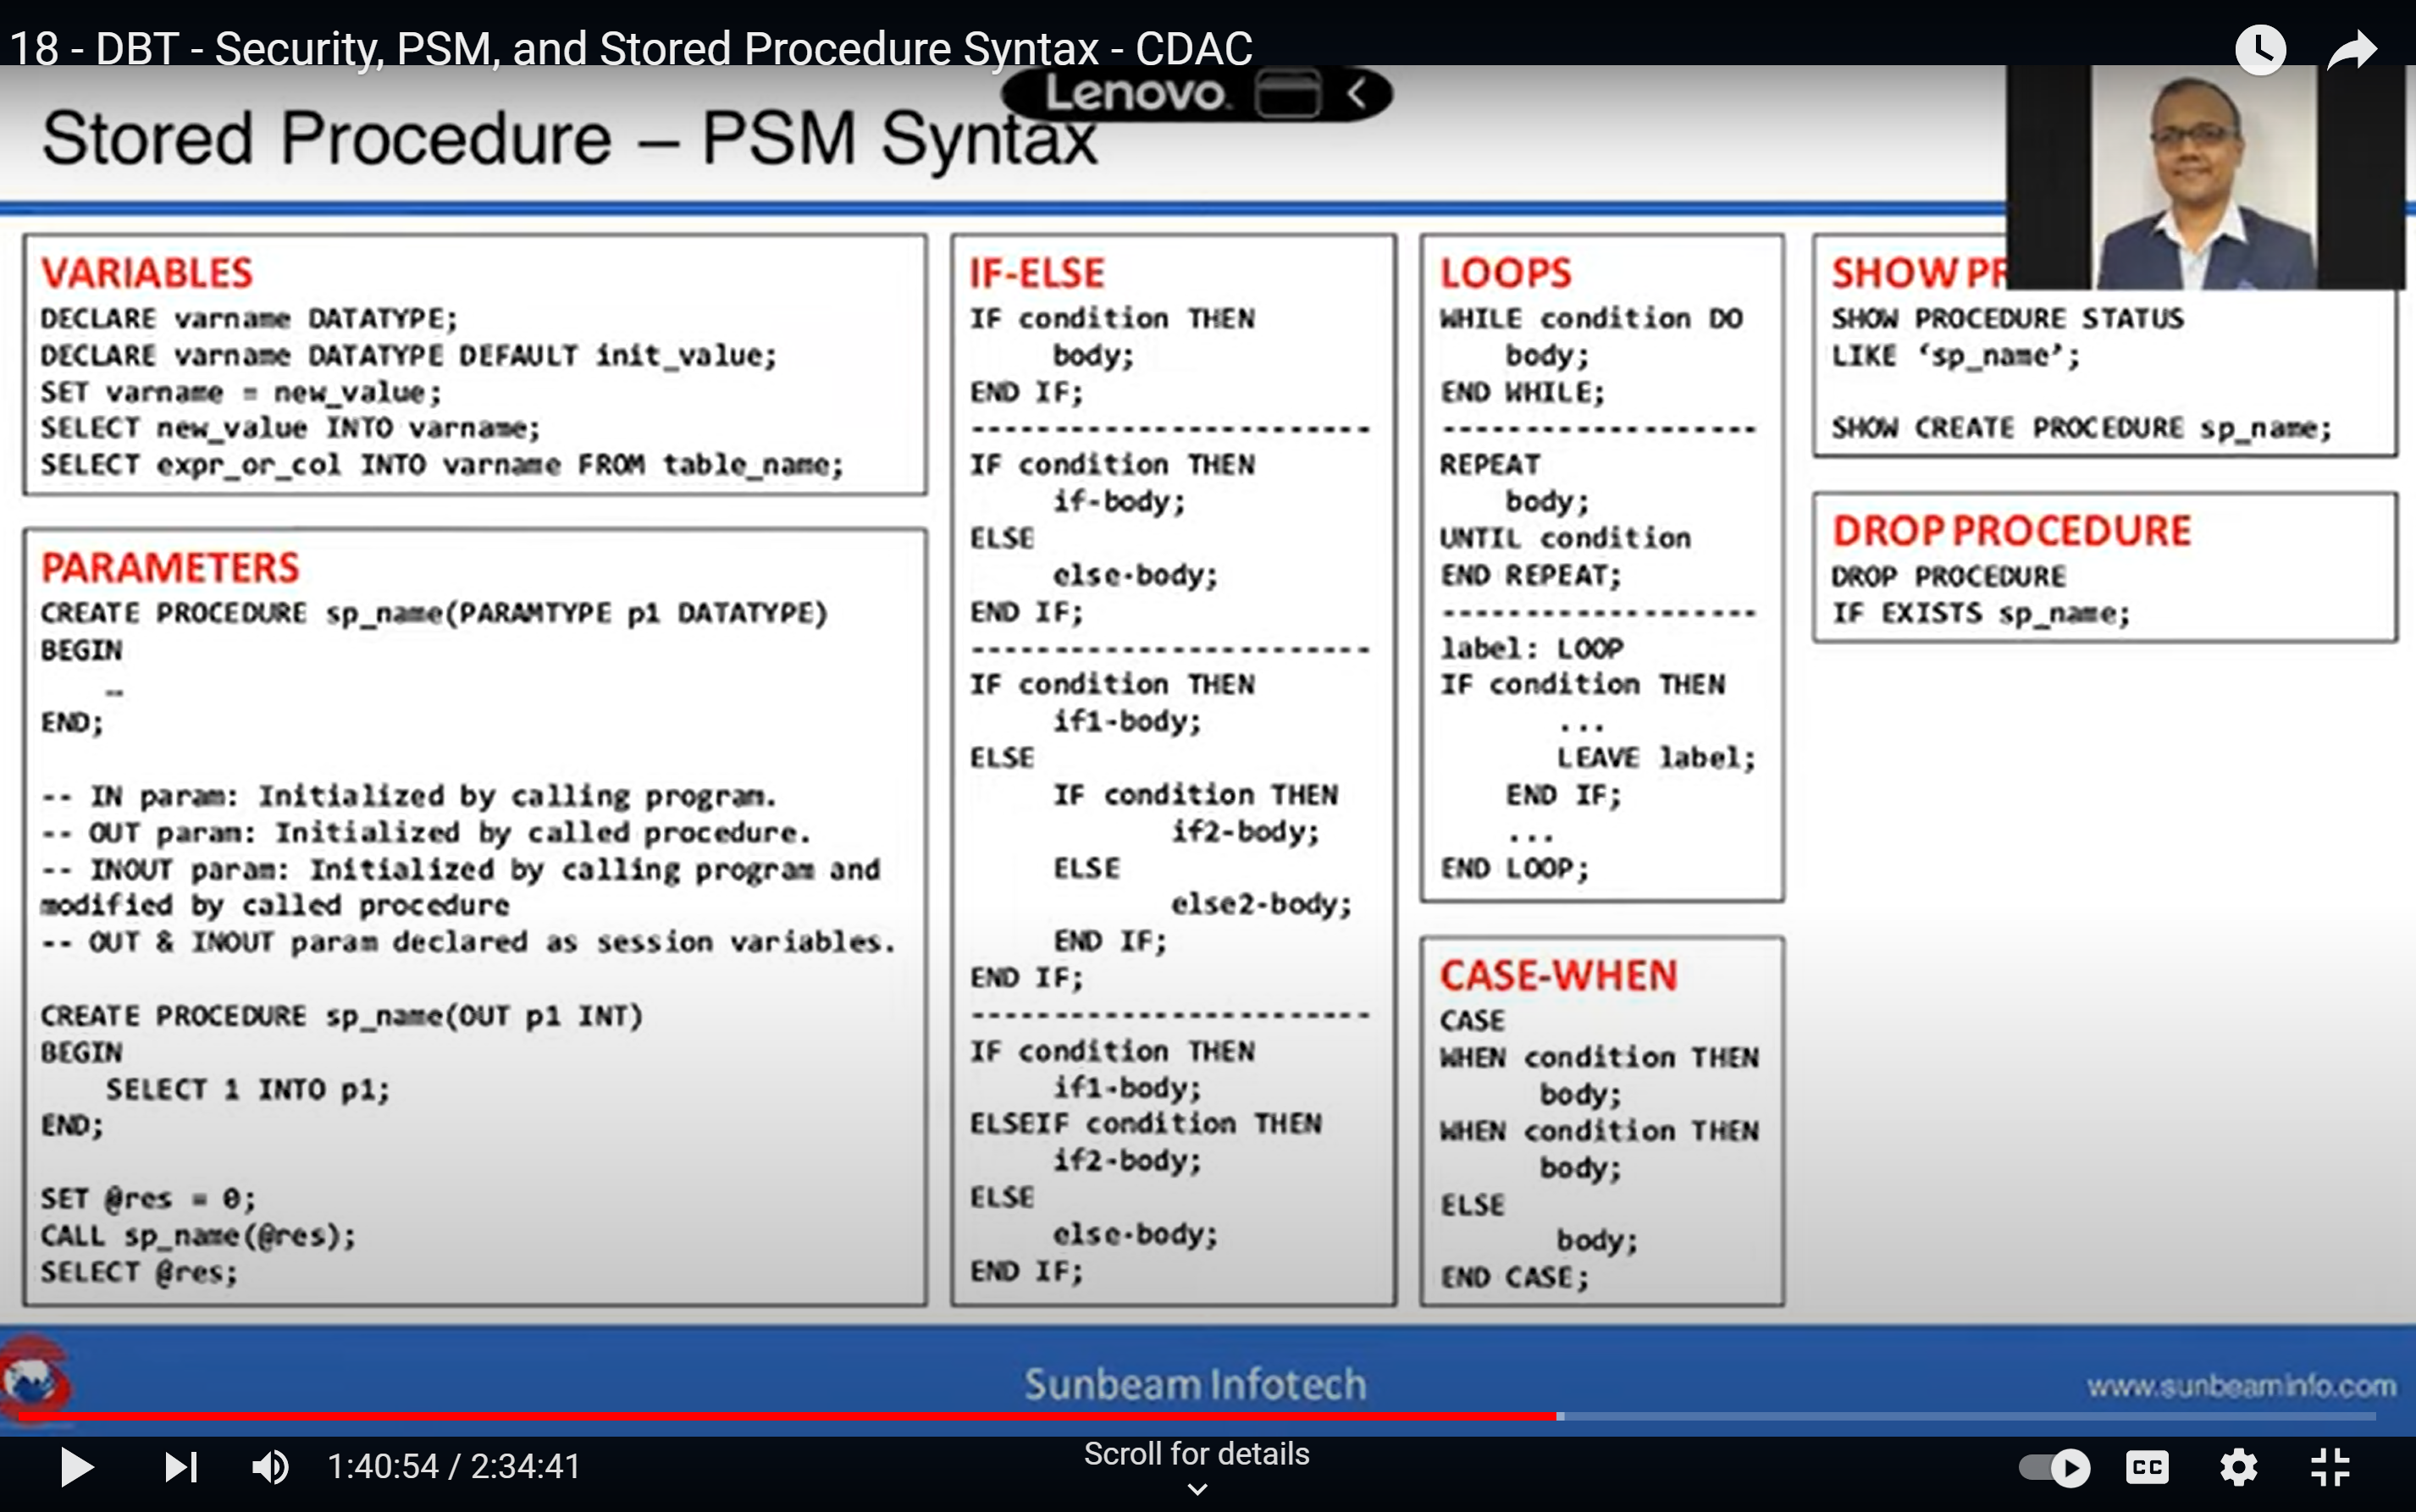 18 - DBT - Security, PSM, and Stored Procedure Syntax - CDAC
Lenovo
Stored Procedure – PSM Syntax
VARIABLES
DECLARE varname DATATYPE;
DECLARE varname DATATYPE DEFAULT init_value;
SET varname = new_value;
SELECT new_value INTO varname;
SELECT expr_or_col INTO varname FROM table_name;
PARAMETERS
CREATE PROCEDURE sp_name(PARAMTYPE p1 DATATYPE)
BEGIN
…
END;
-- IN param: Initialized by calling program.
-- OUT param: Initialized by called procedure.
-- INOUT param: Initialized by calling program and
modified by called procedure
-- OUT & INOUT param declared as session variables.
CREATE PROCEDURE sp_name(OUT p1 INT)
BEGIN
SELECT 1 INTO p1;
END;
SET @res = 0;
CALL sp_name(@res);
SELECT @res;
IF-ELSE
IF condition THEN
body;
END IF;
------------------------
IF condition THEN
if-body;
ELSE
else-body;
END IF;
------------------------
IF condition THEN
if1-body;
ELSE
IF condition THEN
if2-body;
ELSE
else2-body;
END IF;
END IF;
------------------------
IF condition THEN
if1-body;
ELSEIF condition THEN
if2-body;
ELSE
else-body;
END IF;
LOOPS
WHILE condition DO
body;
END WHILE;
-------------------
REPEAT
body;
UNTIL condition
END REPEAT;
-------------------
label: LOOP
IF condition THEN
...
LEAVE label;
END IF;
...
END LOOP;
CASE-WHEN
CASE
WHEN condition THEN
body;
WHEN condition THEN
body;
ELSE
body;
END CASE;
SHOW PR
SHOW PROCEDURE STATUS
LIKE ‘sp_name’;
SHOW CREATE PROCEDURE sp_name;
DROP PROCEDURE
DROP PROCEDURE
IF EXISTS sp_name;
Sunbeam Infotech
www.sunbeaminfo.com
1:40:54 / 2:34:41
Scroll for details
CC